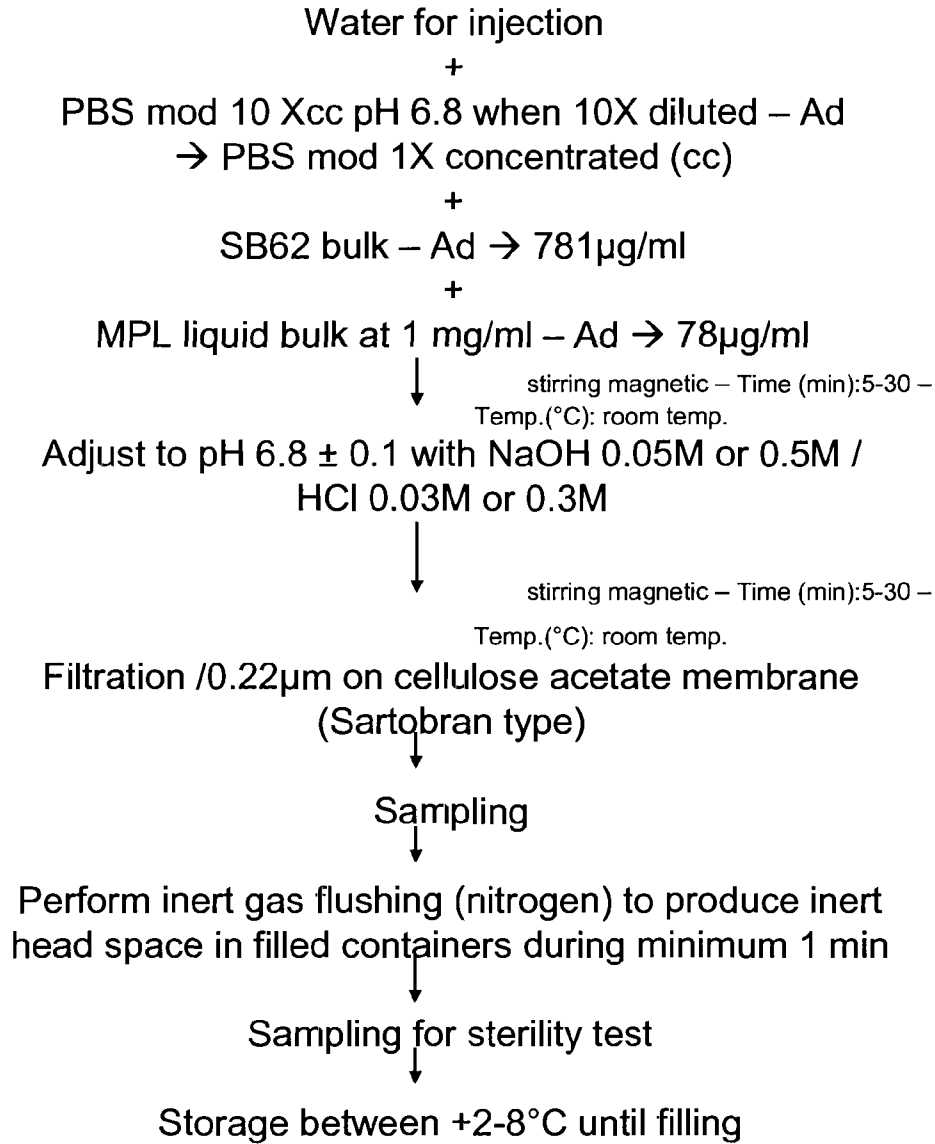 Water for injection
+
PBS mod 10 Xcc pH 6.8 when 10X diluted – Ad
→ PBS mod 1X concentrated (cc)
+
SB62 bulk – Ad → 781µg/ml
+
MPL liquid bulk at 1 mg/ml – Ad → 78µg/ml
stirring magnetic – Time (min):5-30 –
Temp.(°C): room temp.
Adjust to pH 6.8 ± 0.1 with NaOH 0.05M or 0.5M /
HCl 0.03M or 0.3M
stirring magnetic – Time (min):5-30 –
Temp.(°C): room temp.
Filtration /0.22µm on cellulose acetate membrane
(Sartobran type)
Sampling
Perform inert gas flushing (nitrogen) to produce inert
head space in filled containers during minimum 1 min
Sampling for sterility test
Storage between +2-8°C until filling